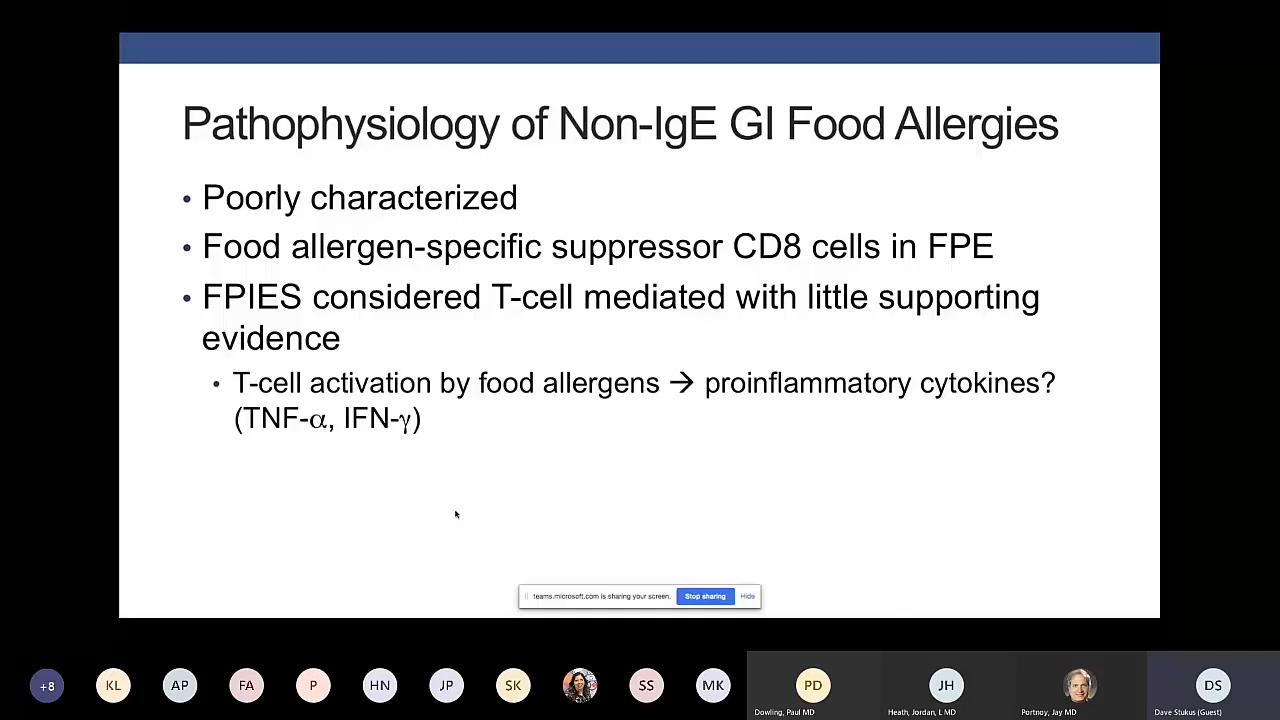 Pathophysiology of Non-IgE GI Food Allergies
• Poorly characterized
• Food allergen-specific suppressor CD8 cells in FPE
• FPIES considered T-cell mediated with little supporting
evidence
• T-cell activation by food allergens → proinflammatory cytokines?
(TNF-α, IFN-γ)
teams.microsoft.com is sharing your screen. Stop sharing Hide
+8 KL AP FA P HN JP SK SS MK PD JH DS
Dowling, Paul MD Heath, Jordan, L MD Portnoy, Jay MD Dave Stukus (Guest)